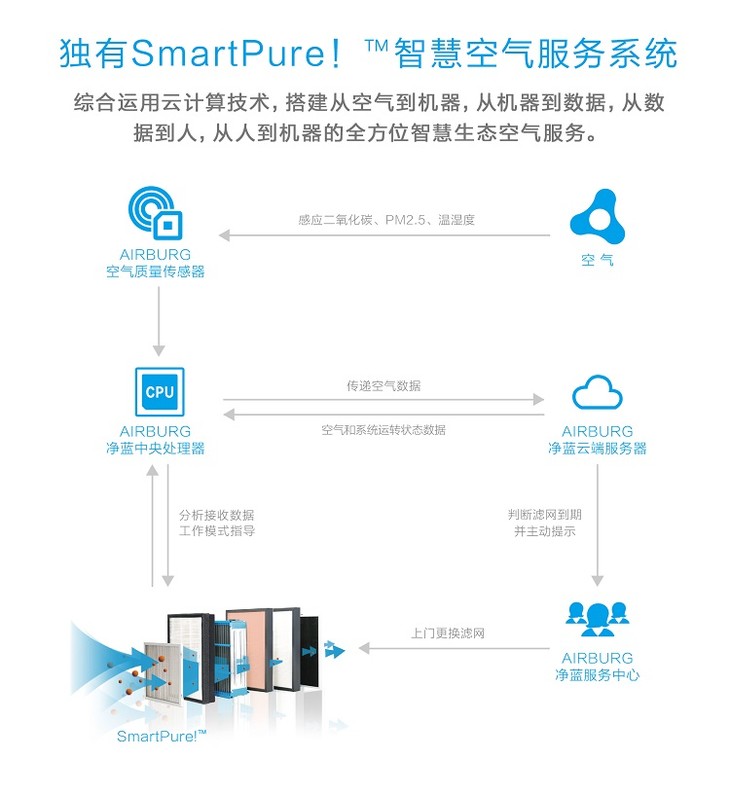 独有SmartPure！™智慧空气服务系统
综合运用云计算技术，搭建从空气到机器，从机器到数据，从数
据到人，从人到机器的全方位智慧生态空气服务。
感应二氧化碳、PM2.5、温湿度
AIRBURG
空气质量传感器
空气
CPU
传递空气数据
空气和系统运转状态数据
AIRBURG
净蓝中央处理器
AIRBURG
净蓝云端服务器
分析接收数据
工作模式指导
判断滤网到期
并主动提示
上门更换滤网
AIRBURG
净蓝服务中心
SmartPure!™